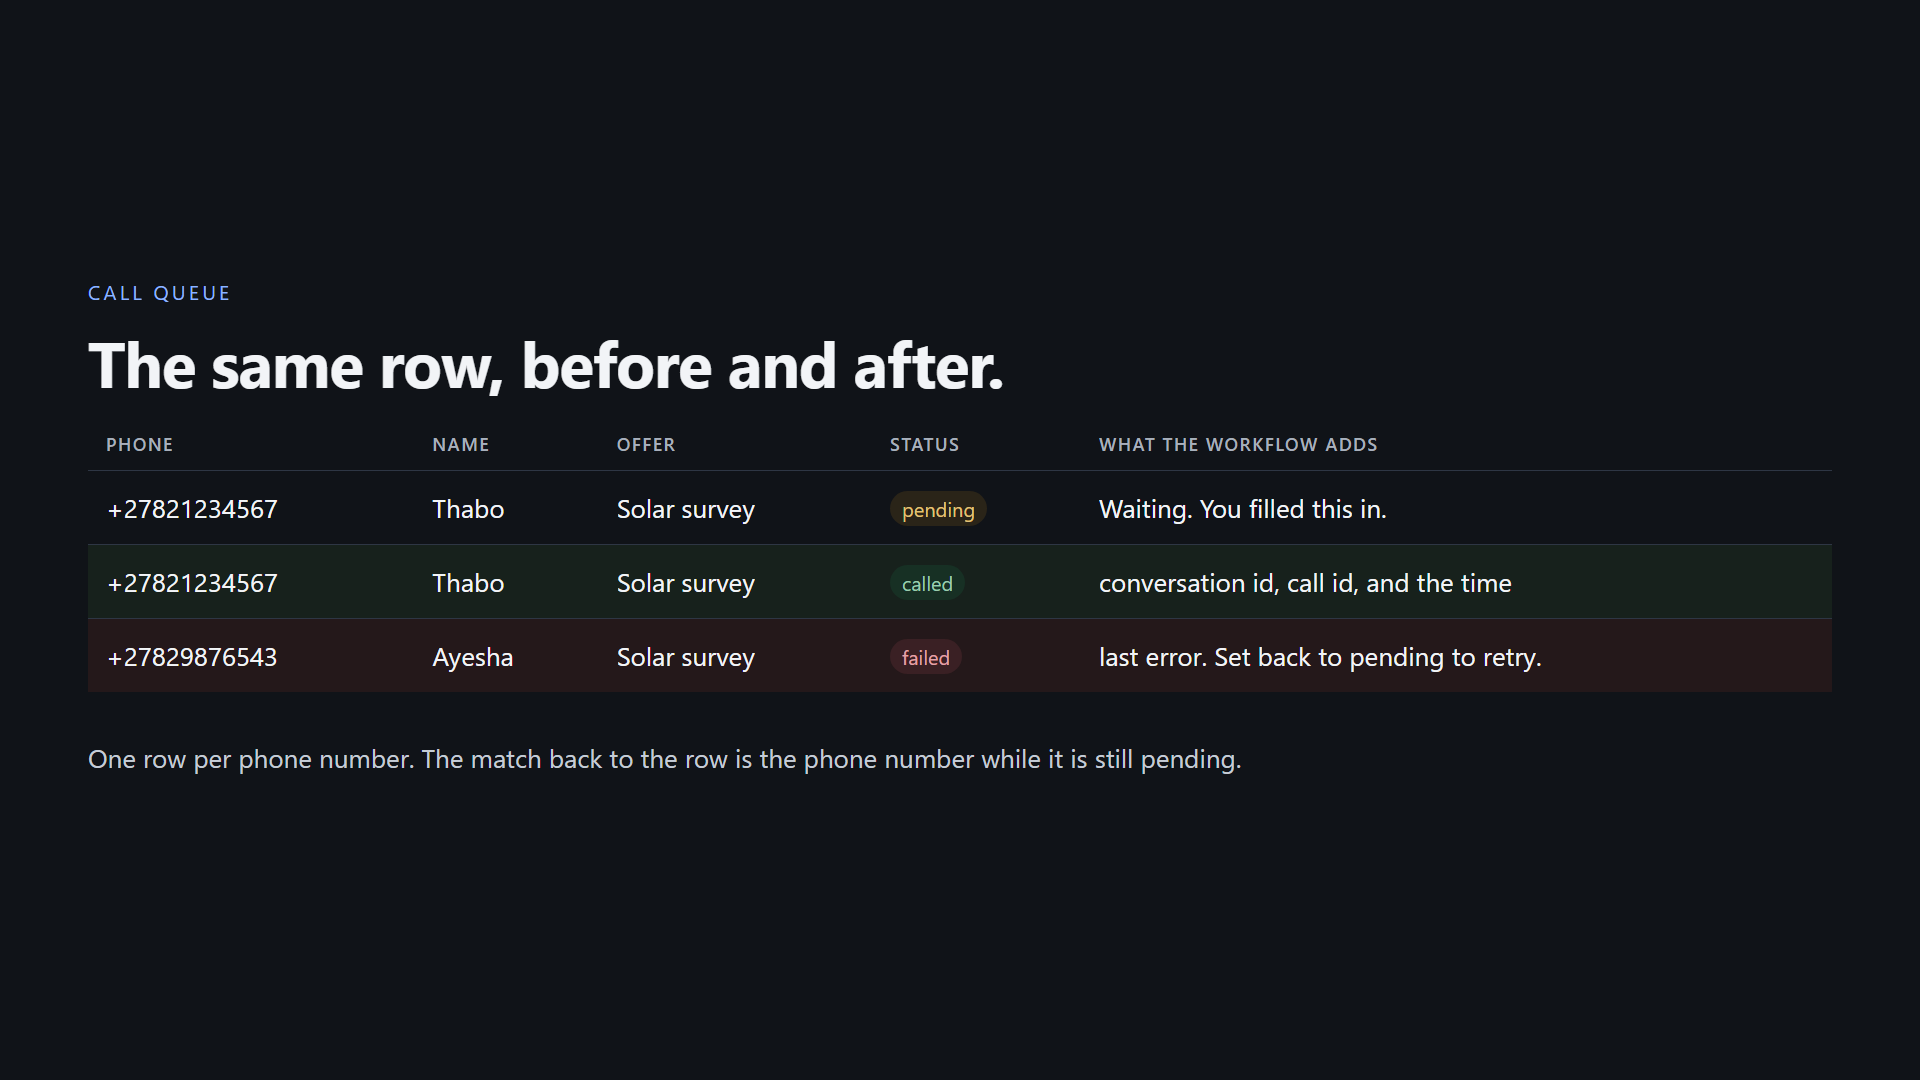 CALL QUEUE
The same row, before and after.
PHONE NAME OFFER STATUS WHAT THE WORKFLOW ADDS
+27821234567 Thabo Solar survey pending Waiting. You filled this in.
+27821234567 Thabo Solar survey called conversation id, call id, and the time
+27829876543 Ayesha Solar survey failed last error. Set back to pending to retry.
One row per phone number. The match back to the row is the phone number while it is still pending.